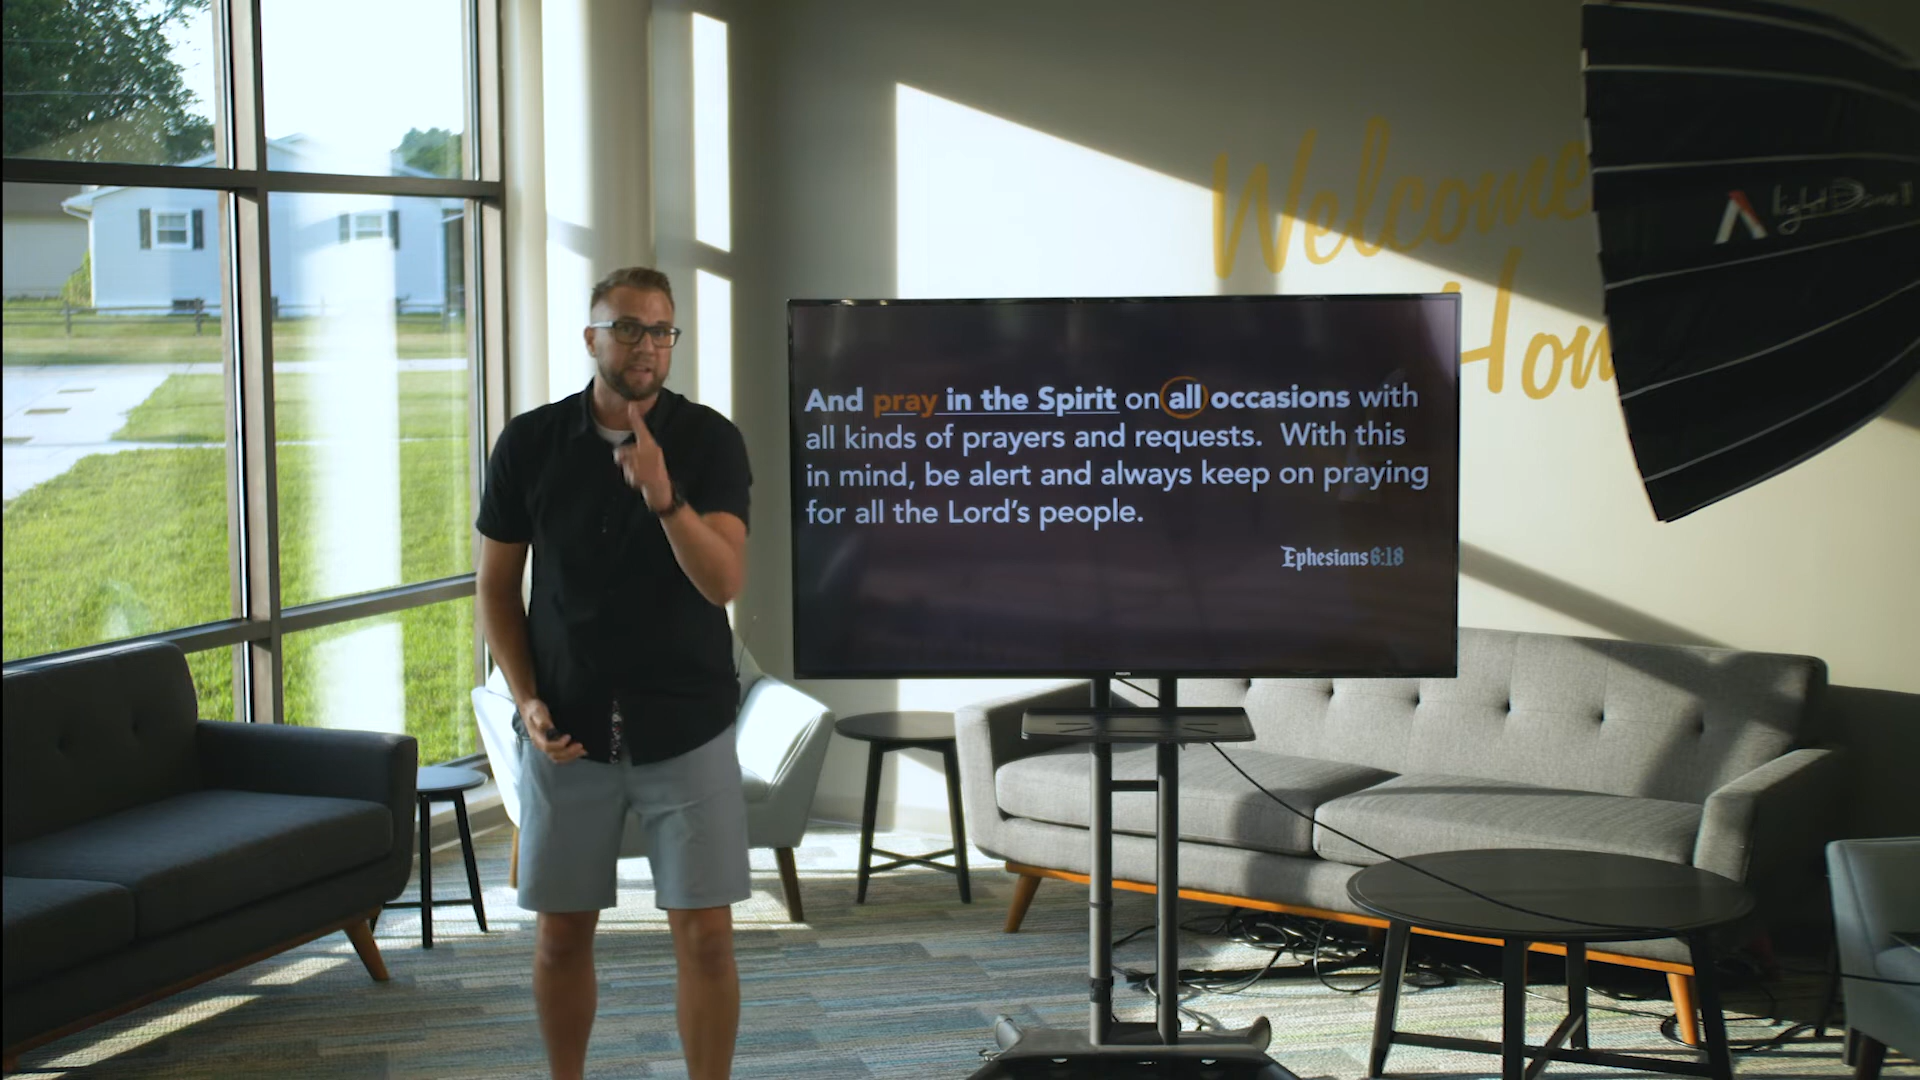 Welcome
And pray in the Spirit on all occasions with
all kinds of prayers and requests.  With this
in mind, be alert and always keep on praying
for all the Lord's people.
Ephesians 6:18
PHILIPS